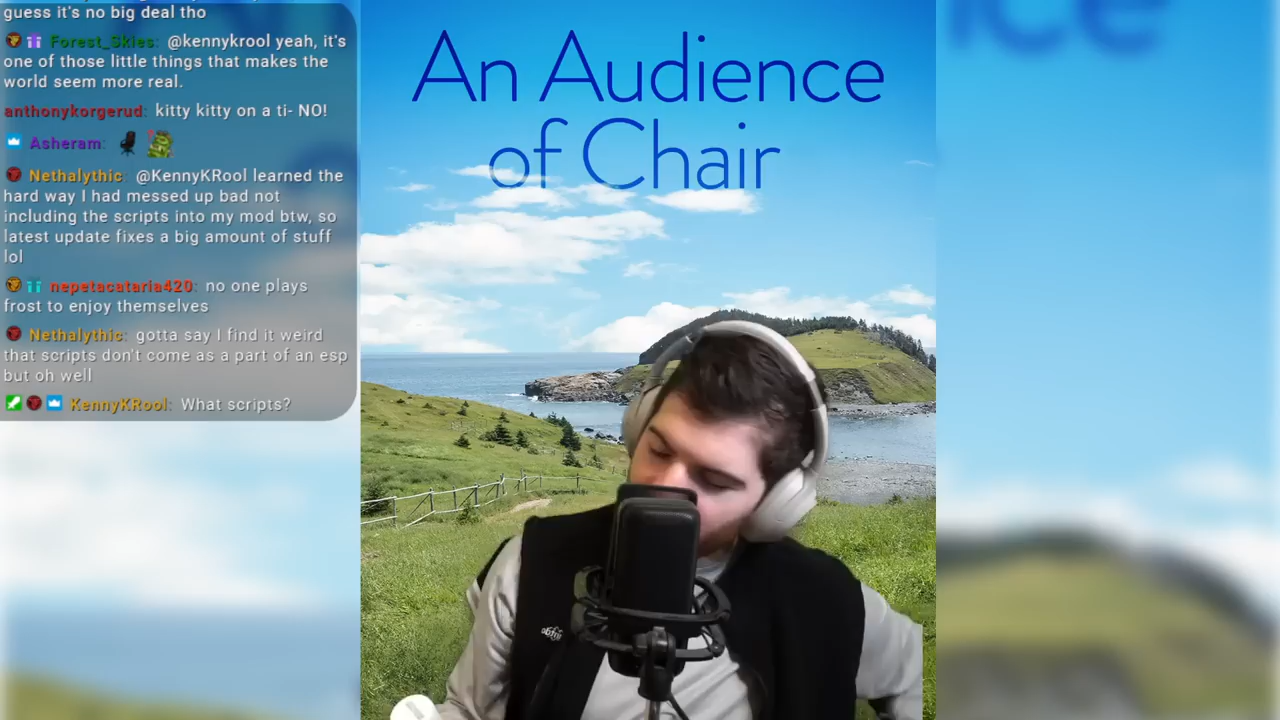 guess it's no big deal tho
Forest_Skies: @kennykrool yeah, it's
one of those little things that makes the
world seem more real.
anthonykorgerud: kitty kitty on a ti- NO!
Asheram:
Nethalythic: @KennyKRool learned the
hard way I had messed up bad not
including the scripts into my mod btw, so
latest update fixes a big amount of stuff
lol
nepetacataria420: no one plays
frost to enjoy themselves
Nethalythic: gotta say I find it weird
that scripts don't come as a part of an esp
but oh well
KennyKRool: What scripts?
An Audience
of Chair